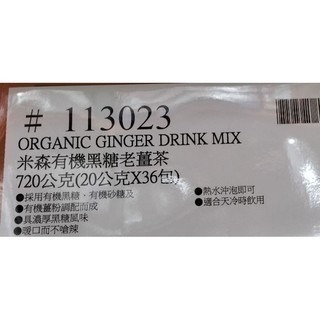 # 113023
ORGANIC GINGER DRINK MIX
米森有機黑糖老薑茶
720公克(20公克X36包)
●採用有機黑糖、有機砂糖及
●有機薑粉調配而成
●具濃厚黑糖風味
●暖口而不嗆辣
●熱水沖泡即可
●適合天冷時飲用